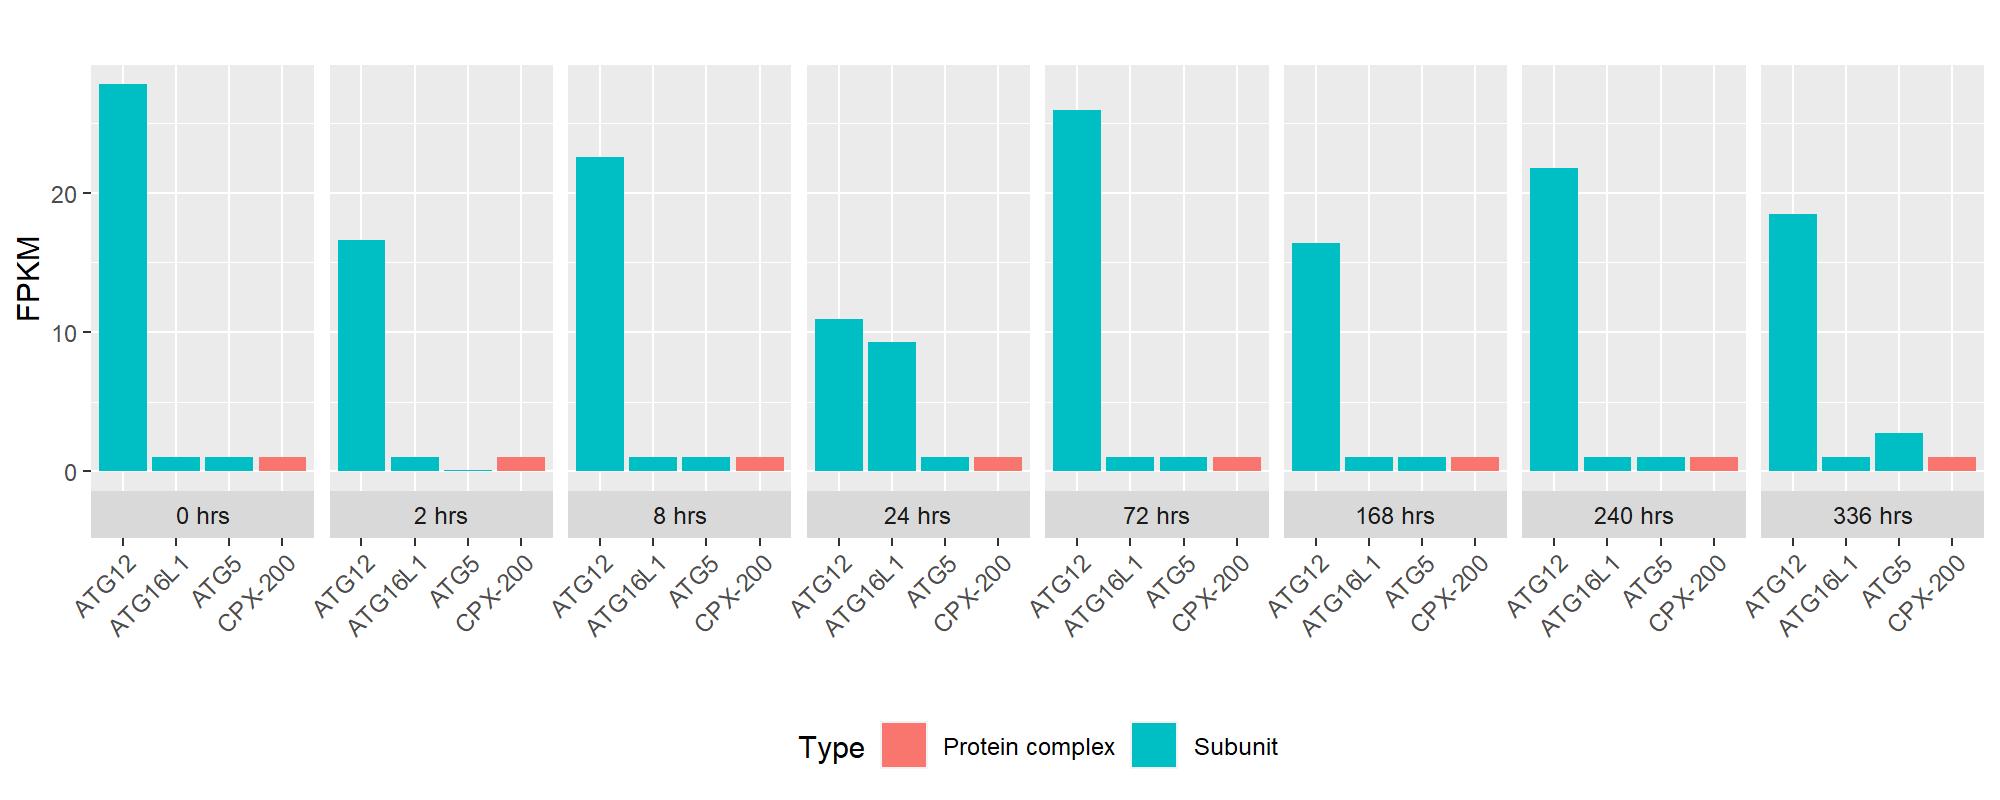 FPKM
20
10
0
0 hrs 2 hrs 8 hrs 24 hrs 72 hrs 168 hrs 240 hrs 336 hrs
ATG12 ATG16L1 ATG5 CPX-200 ATG12 ATG16L1 ATG5 CPX-200 ATG12 ATG16L1 ATG5 CPX-200 ATG12 ATG16L1 ATG5 CPX-200 ATG12 ATG16L1 ATG5 CPX-200 ATG12 ATG16L1 ATG5 CPX-200 ATG12 ATG16L1 ATG5 CPX-200 ATG12 ATG16L1 ATG5 CPX-200
Type Protein complex Subunit